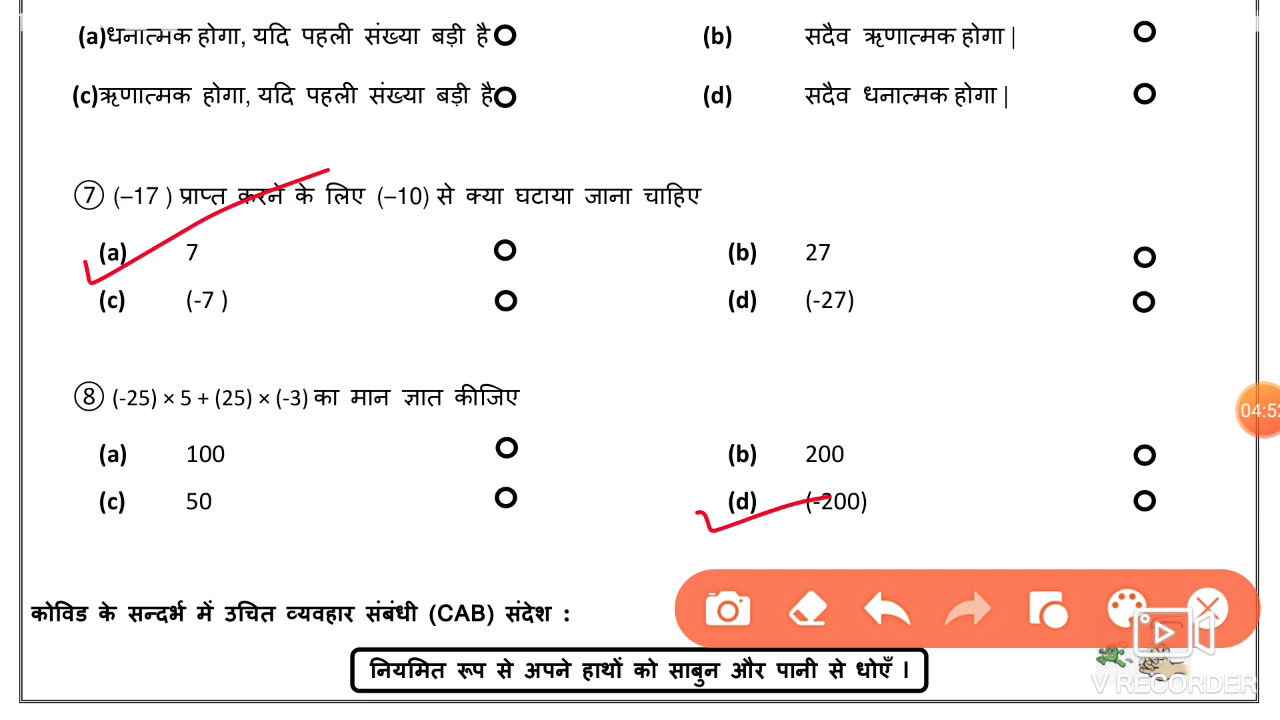 (a)धनात्मक होगा, यदि पहली संख्या बड़ी है (b) सदैव ऋणात्मक होगा |
(c)ऋणात्मक होगा, यदि पहली संख्या बड़ी है (d) सदैव धनात्मक होगा |
⑦ (–17 ) प्राप्त करने के लिए (–10) से क्या घटाया जाना चाहिए
(a) 7 (b) 27
(c) (-7 ) (d) (-27)
⑧ (-25) × 5 + (25) × (-3) का मान ज्ञात कीजिए
(a) 100 (b) 200
(c) 50 (d) (-200)
कोविड के सन्दर्भ में उचित व्यवहार संबंधी (CAB) संदेश :
नियमित रूप से अपने हाथों को साबुन और पानी से धोएँ ।
V RECORDER